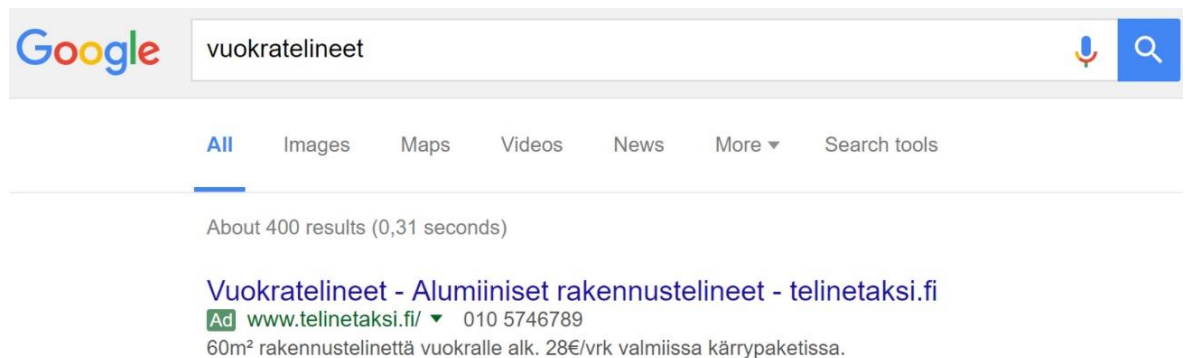 Google vuokratelineet
All Images Maps Videos News More Search tools
About 400 results (0,31 seconds)
Vuokratelineet - Alumiiniset rakennustelineet - telinetaksi.fi
Ad www.telinetaksi.fi/ 010 5746789
60m² rakennustelinettä vuokralle alk. 28€/vrk valmiissa kärrypaketissa.